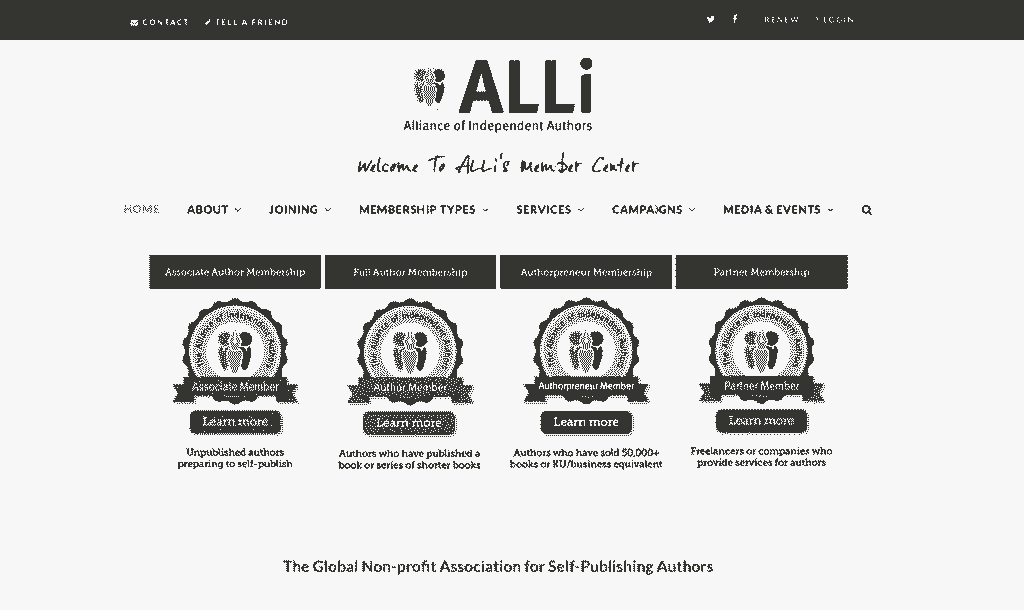 CONTACT TELL A FRIEND RENEW LOGIN
ALLi
Alliance of Independent Authors
Welcome To ALLi's Member Center
HOME ABOUT JOINING MEMBERSHIP TYPES SERVICES CAMPAIGNS MEDIA & EVENTS
Associate Author Membership Full Author Membership Authorpreneur Membership Partner Membership
The Alliance of Independent Authors The Alliance of Independent Authors The Alliance of Independent Authors The Alliance of Independent Authors
Associate Member Author Member Authorpreneur Member Partner Member
Learn more Learn more Learn more Learn more
Unpublished authors Authors who have published a Authors who have sold 50,000+ Freelancers or companies who
preparing to self-publish book or series of shorter books books or KU/business equivalent provide services for authors
The Global Non-profit Association for Self-Publishing Authors